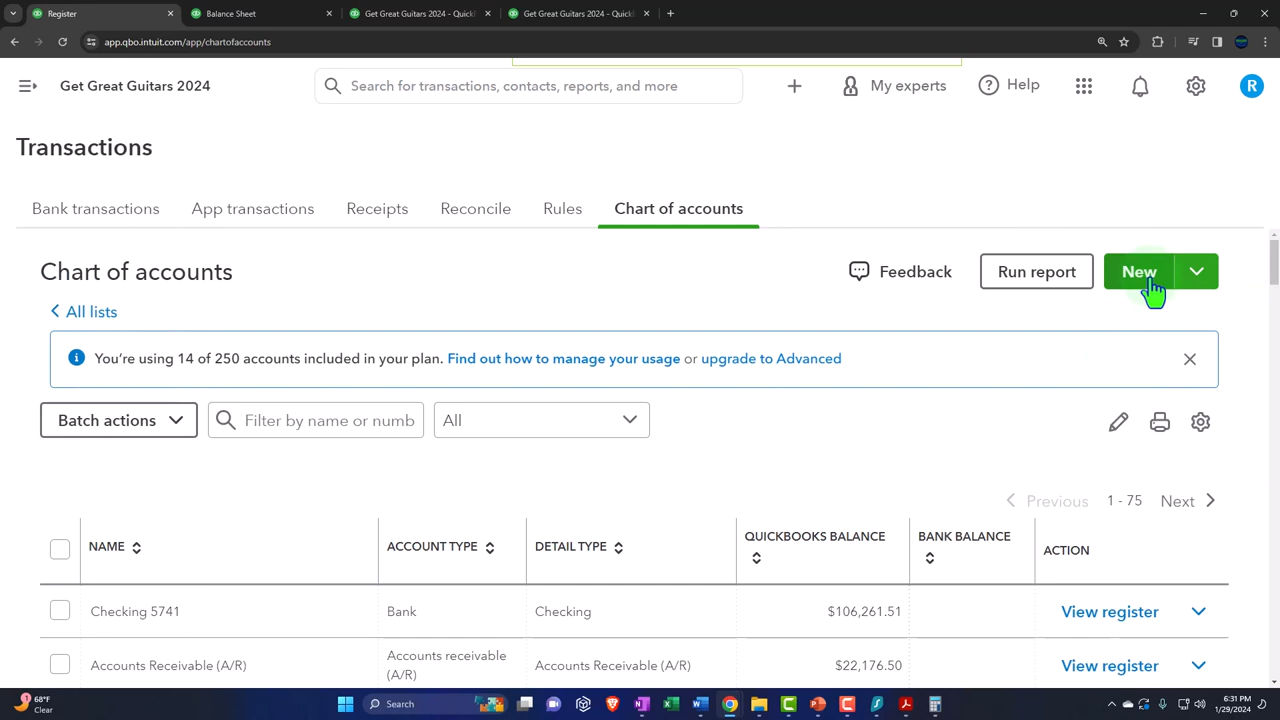 Register
Balance Sheet
Get Great Guitars 2024 - QuickB
Get Great Guitars 2024 - QuickB
app.qbo.intuit.com/app/chartofaccounts
Get Great Guitars 2024
Search for transactions, contacts, reports, and more
My experts
Help
R
Transactions
Bank transactions
App transactions
Receipts
Reconcile
Rules
Chart of accounts
Chart of accounts
Feedback
Run report
New
All lists
You're using 14 of 250 accounts included in your plan. Find out how to manage your usage or upgrade to Advanced
Batch actions
Filter by name or numb
All
Previous 1 - 75 Next
NAME ACCOUNT TYPE DETAIL TYPE QUICKBOOKS BALANCE BANK BALANCE ACTION
Checking 5741 Bank Checking $106,261.51 View register
Accounts Receivable (A/R) Accounts receivable (A/R) Accounts Receivable (A/R) $22,176.50 View register
68°F
Search
6:31 PM
1/29/2024